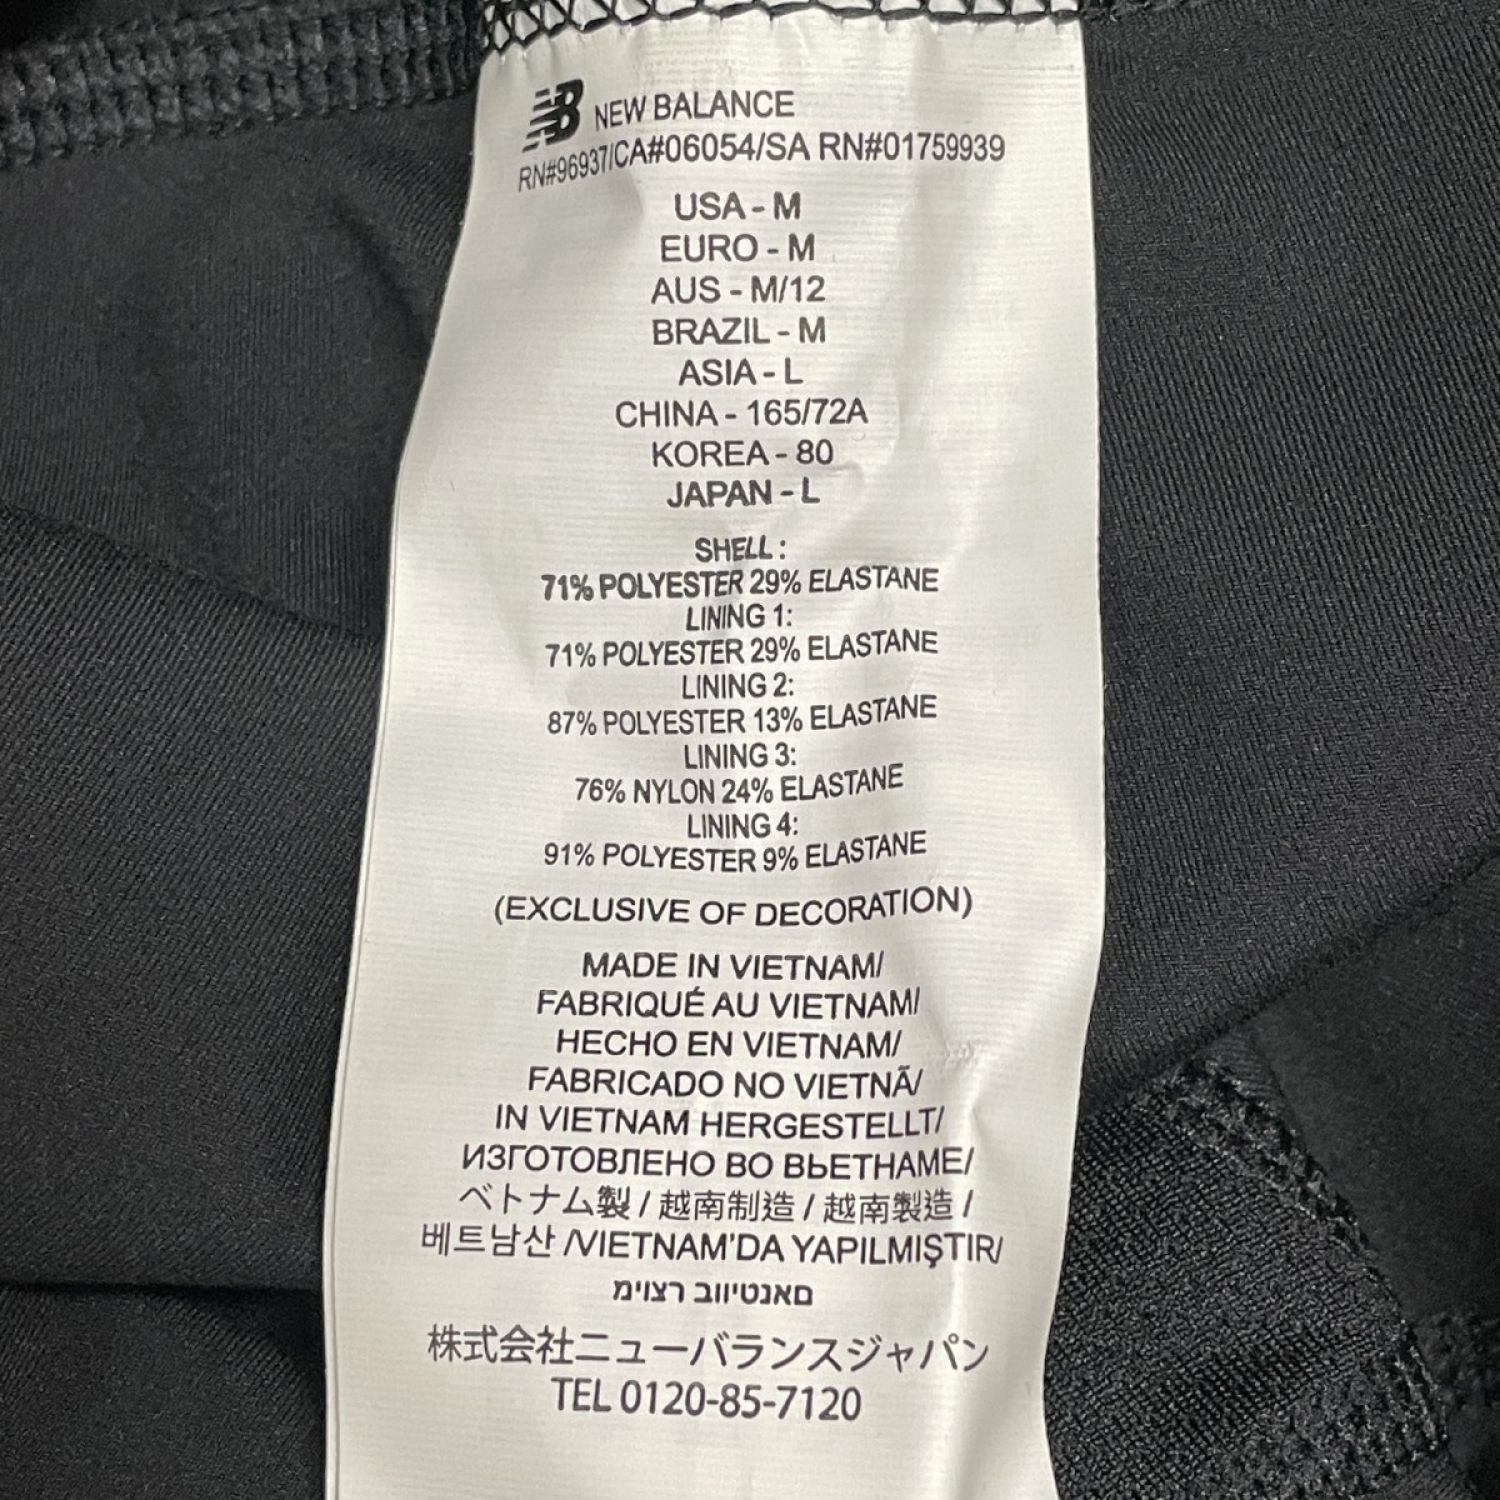 NB NEW BALANCE
RN#96937/CA#06054/SA RN#01759939
USA - M
EURO - M
AUS - M/12
BRAZIL - M
ASIA - L
CHINA - 165/72A
KOREA - 80
JAPAN - L
SHELL :
71% POLYESTER 29% ELASTANE
LINING 1:
71% POLYESTER 29% ELASTANE
LINING 2:
87% POLYESTER 13% ELASTANE
LINING 3:
76% NYLON 24% ELASTANE
LINING 4:
91% POLYESTER 9% ELASTANE
(EXCLUSIVE OF DECORATION)
MADE IN VIETNAM/
FABRIQUÉ AU VIETNAM/
HECHO EN VIETNAM/
FABRICADO NO VIETNÃ/
IN VIETNAM HERGESTELLT/
ИЗГОТОВЛЕНО ВО ВЬЕТНАМЕ/
ベトナム製 / 越南制造 / 越南製造 /
베트남산 /VIETNAM'DA YAPILMIŞTIR/
מיוצר בווייטנאם
株式会社ニューバランスジャパン
TEL 0120-85-7120